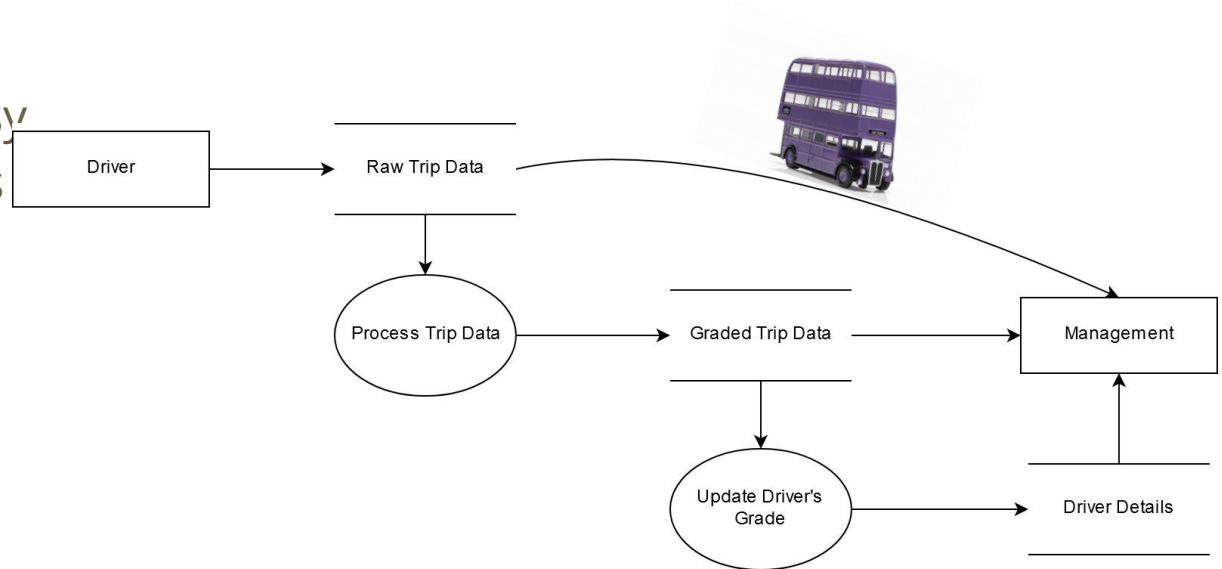 Driver
Raw Trip Data
Process Trip Data
Graded Trip Data
Management
Update Driver's
Grade
Driver Details